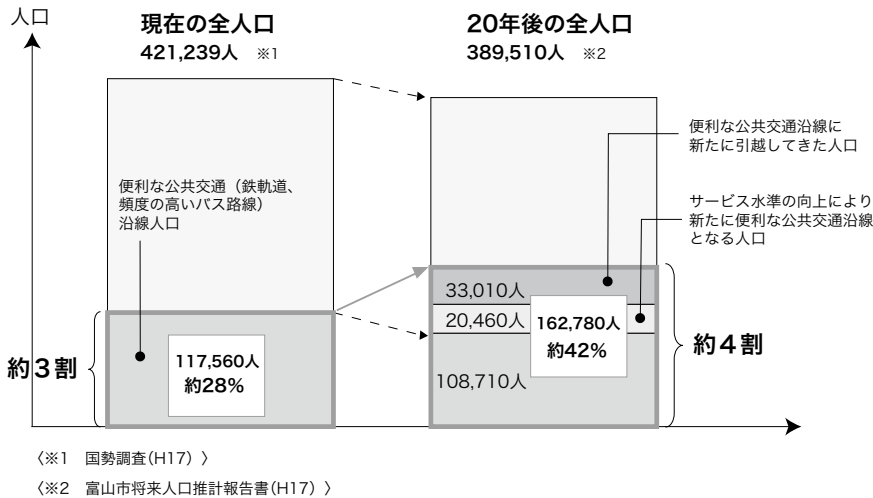 人口
現在の全人口
421,239人 ※1
20年後の全人口
389,510人 ※2
便利な公共交通沿線に
新たに引越してきた人口
便利な公共交通（鉄軌道、
頻度の高いバス路線）
沿線人口
サービス水準の向上により
新たに便利な公共交通沿線
となる人口
33,010人
20,460人
162,780人
約42%
約4割
約3割
117,560人
約28%
108,710人
〈※1 国勢調査(H17) 〉
〈※2 富山市将来人口推計報告書(H17) 〉